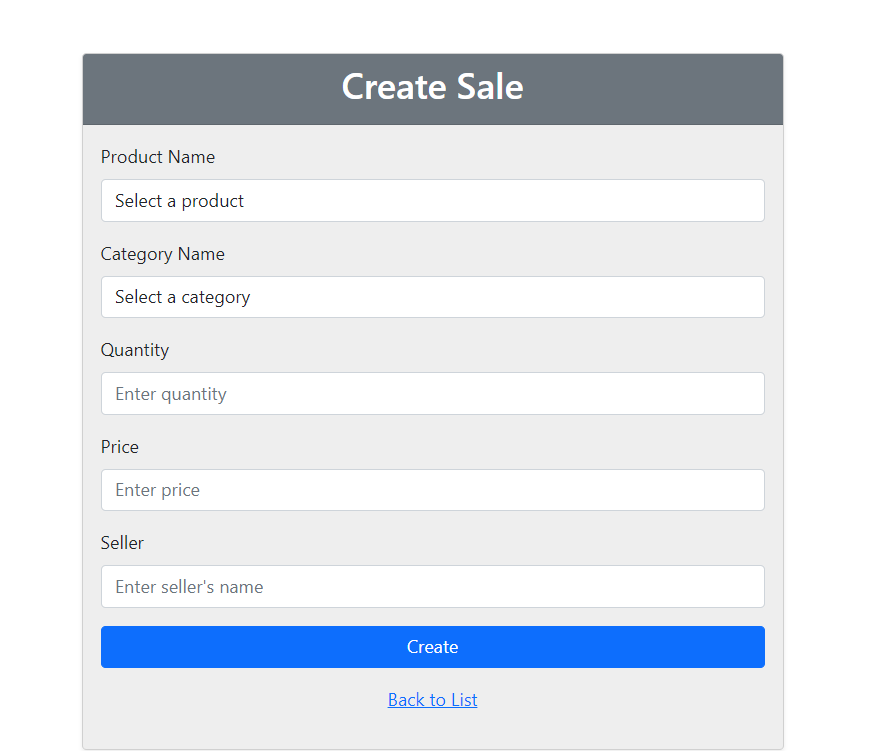 Create Sale
Product Name
Select a product
Category Name
Select a category
Quantity
Enter quantity
Price
Enter price
Seller
Enter seller's name
Create
Back to List